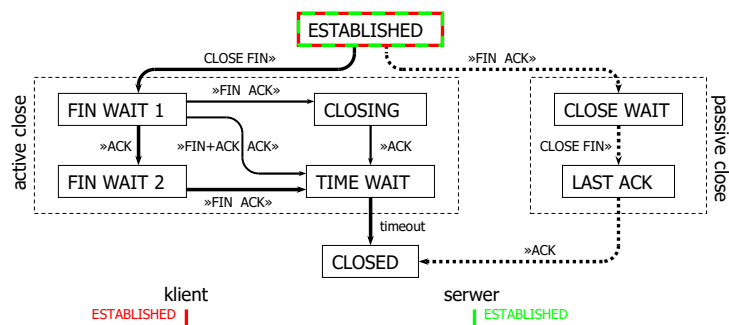 ESTABLISHED
CLOSE FIN»
»FIN ACK»
active close
FIN WAIT 1
»FIN ACK»
CLOSING
CLOSE WAIT
passive close
»ACK
»FIN+ACK ACK»
»ACK
CLOSE FIN»
FIN WAIT 2
TIME WAIT
LAST ACK
»FIN ACK»
timeout
»ACK
CLOSED
klient
serwer
ESTABLISHED
ESTABLISHED